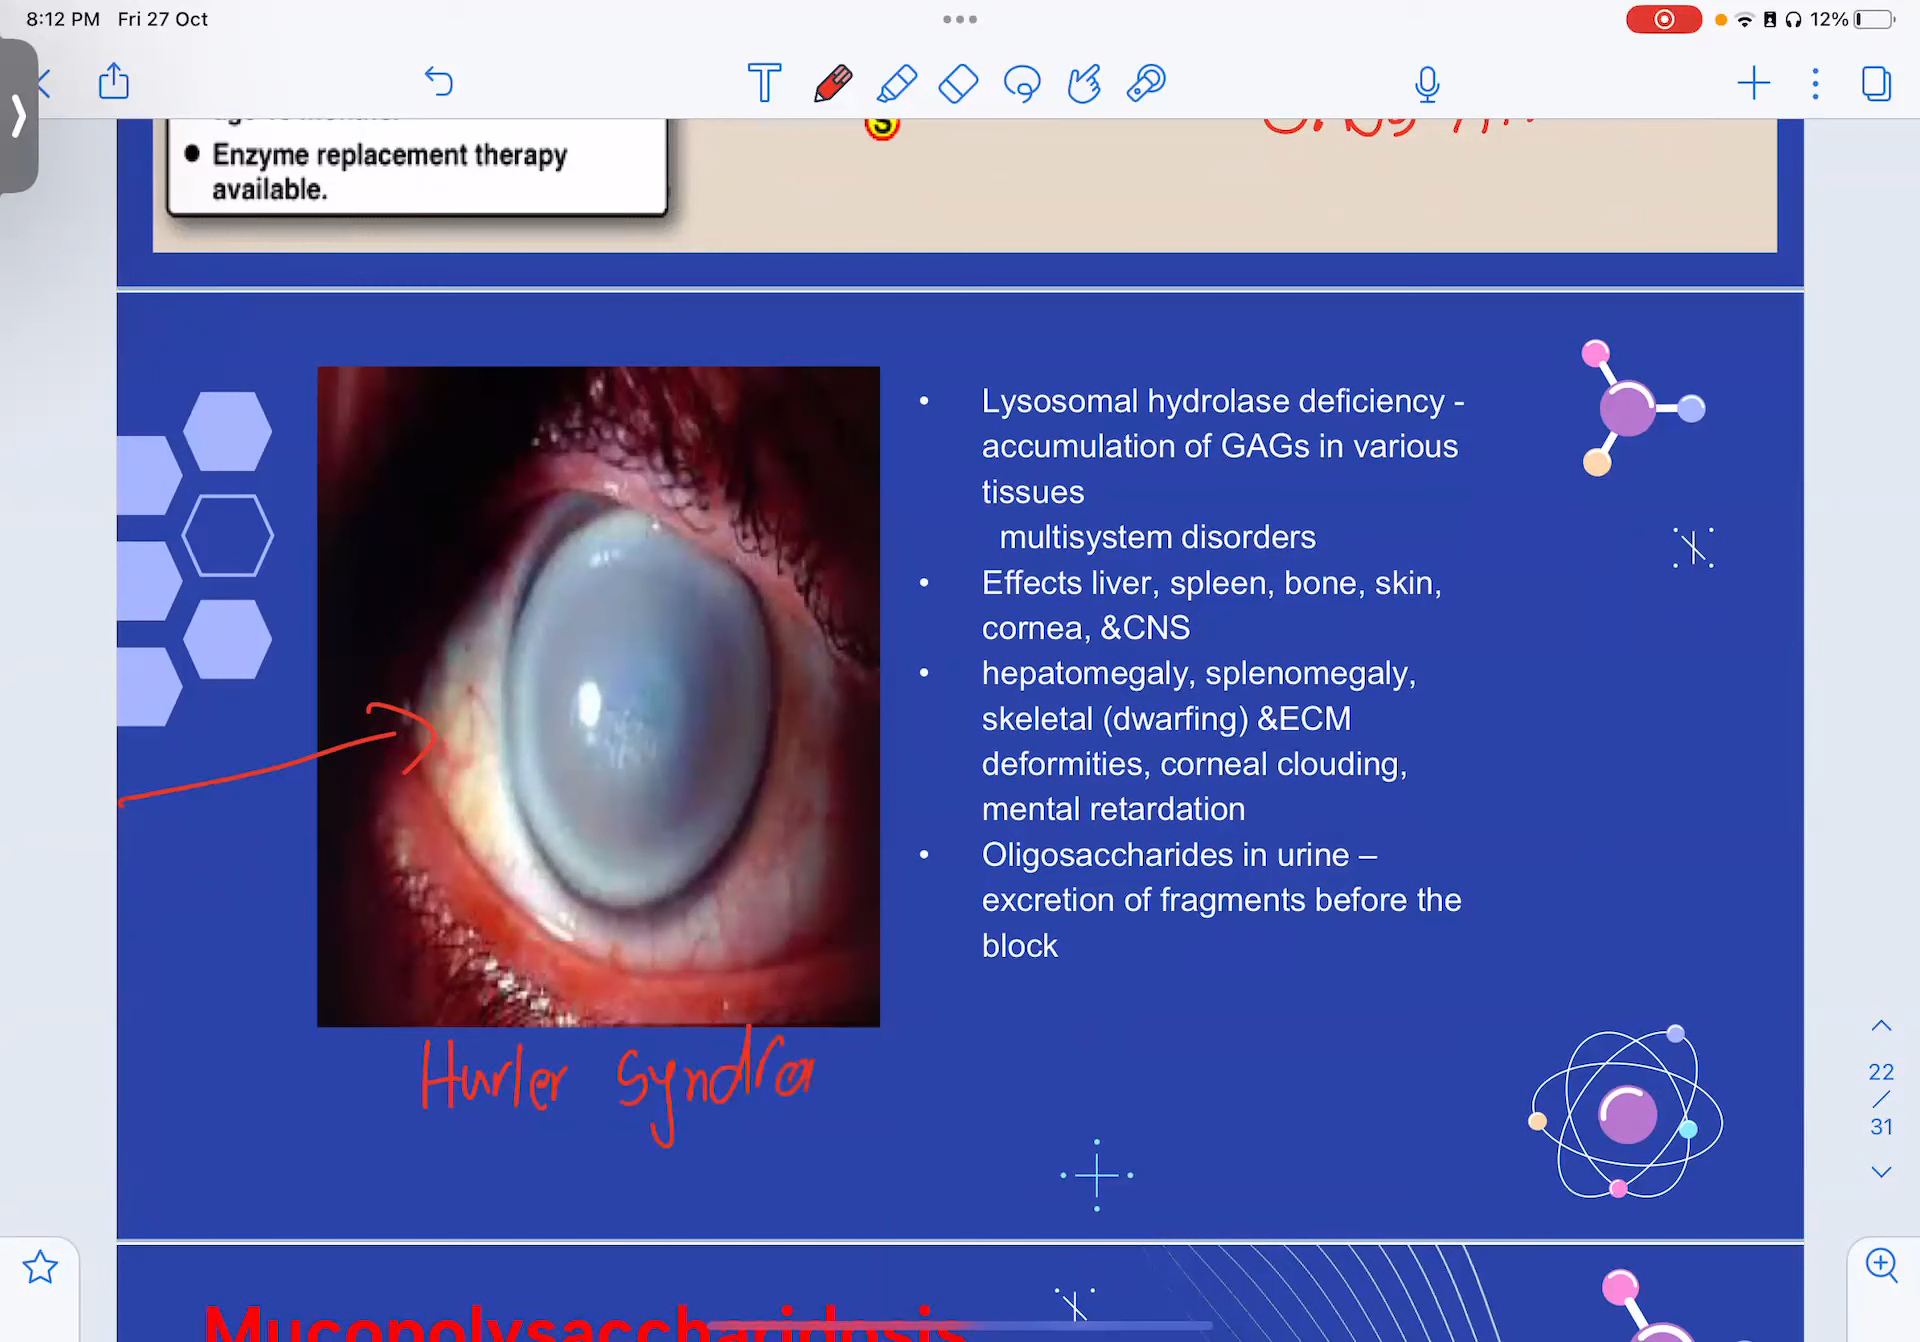 8:12 PM Fri 27 Oct
12%
● Enzyme replacement therapy
available.
S
• Lysosomal hydrolase deficiency -
accumulation of GAGs in various
tissues
multisystem disorders
• Effects liver, spleen, bone, skin,
cornea, &CNS
• hepatomegaly, splenomegaly,
skeletal (dwarfing) &ECM
deformities, corneal clouding,
mental retardation
• Oligosaccharides in urine –
excretion of fragments before the
block
Hurler Syndro
22
/
31
Mucopolysaccharidosis